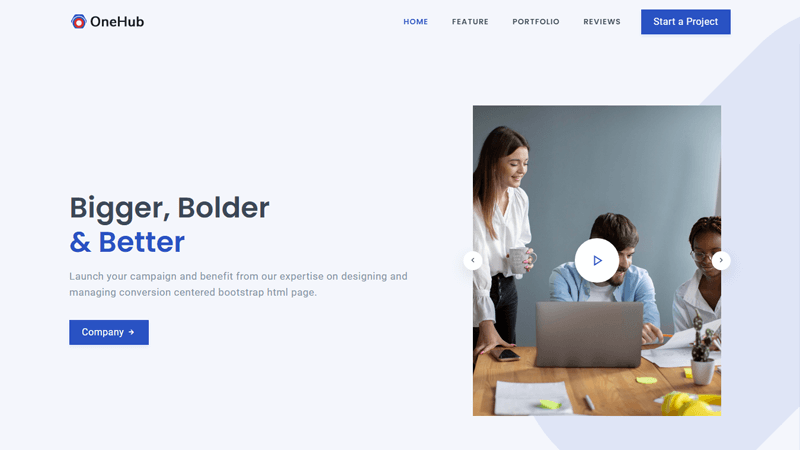 OneHub
HOME FEATURE PORTFOLIO REVIEWS Start a Project
Bigger, Bolder
& Better
Launch your campaign and benefit from our expertise on designing and
managing conversion centered bootstrap html page.
Company